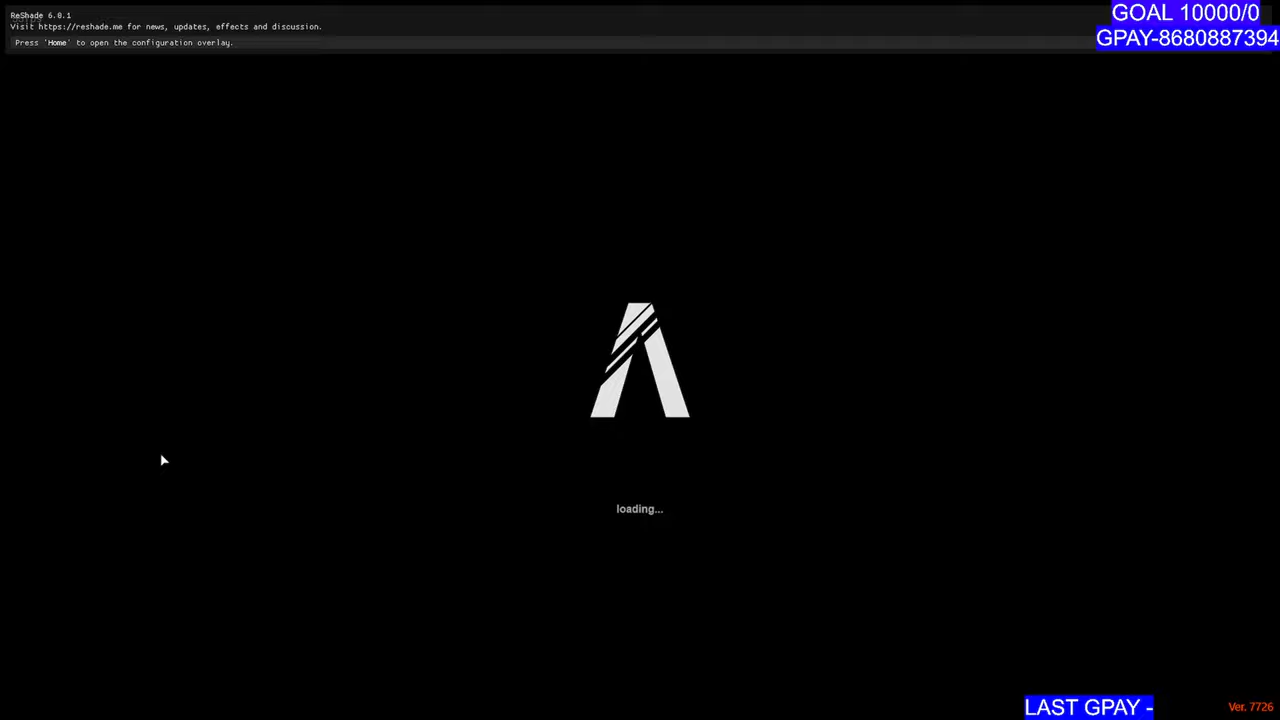 ReShade 6.0.1
Visit https://reshade.me for news, updates, effects and discussion.
Press 'Home' to open the configuration overlay.
GOAL 10000/0
GPAY-8680887394
loading...
LAST GPAY -
Ver. 7726